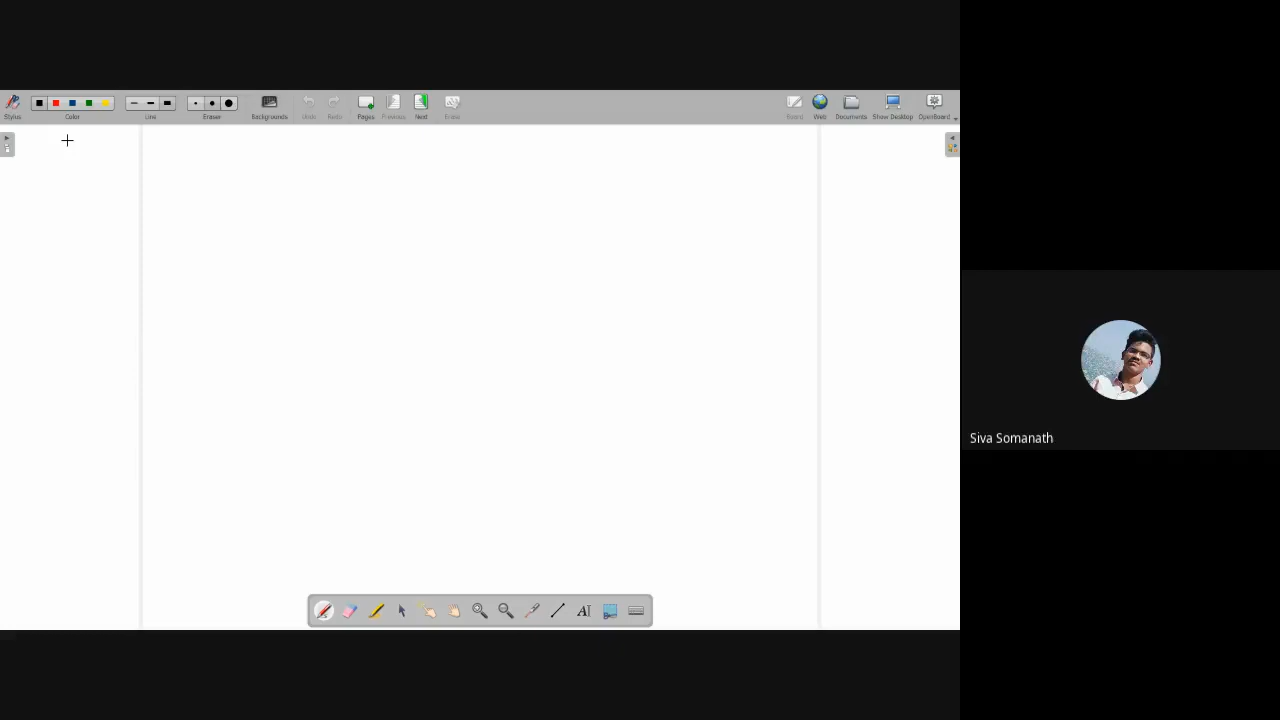 Stylus Color Line Eraser Backgrounds Undo Redo Pages Previous Next Erase Board Web Documents Show Desktop OpenBoard
AI
Siva Somanath